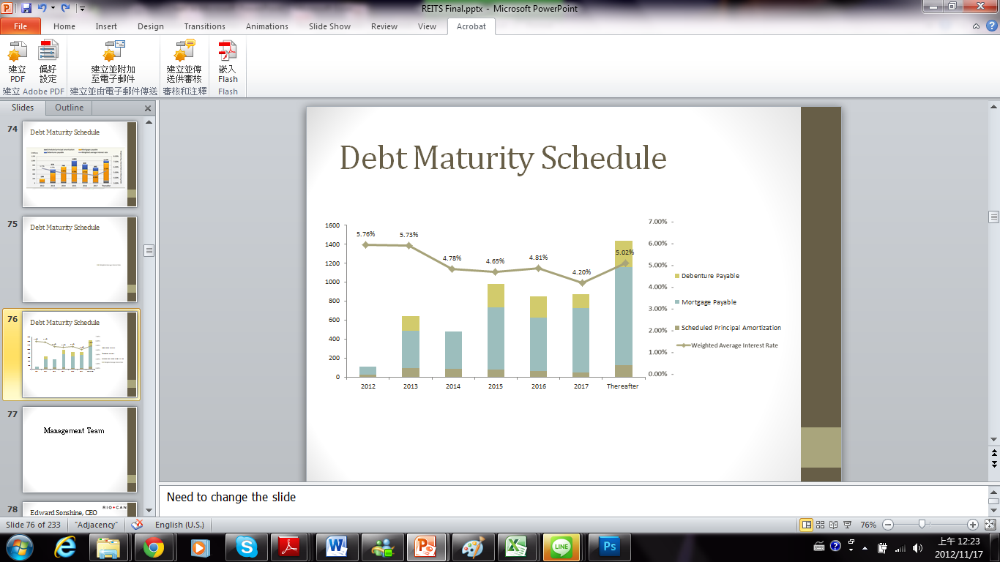 REITS Final.pptx - Microsoft PowerPoint
File Home Insert Design Transitions Animations Slide Show Review View Acrobat
建立 PDF
偏好 設定
建立並附加 至電子郵件
建立並傳 送供審核
嵌入 Flash
建立 Adobe PDF 建立並由電子郵件傳送 審核和注釋 Flash
Slides Outline
74
Debt Maturity Schedule
75
Debt Maturity Schedule
76
Debt Maturity Schedule
77
Management Team
78
Edward Sonshine, CEO
RIO+CAN
Debt Maturity Schedule
1600
1400
1200
1000
800
600
400
200
0
5.76% 5.73% 4.78% 4.65% 4.81% 4.20% 5.02%
2012 2013 2014 2015 2016 2017 Thereafter
7.00%
6.00%
5.00%
4.00%
3.00%
2.00%
1.00%
0.00%
Debenture Payable
Mortgage Payable
Scheduled Principal Amortization
Weighted Average Interest Rate
Need to change the slide
Slide 76 of 233 "Adjacency" English (U.S.) 76%
LINE
Ps
上午 12:23
2012/11/17